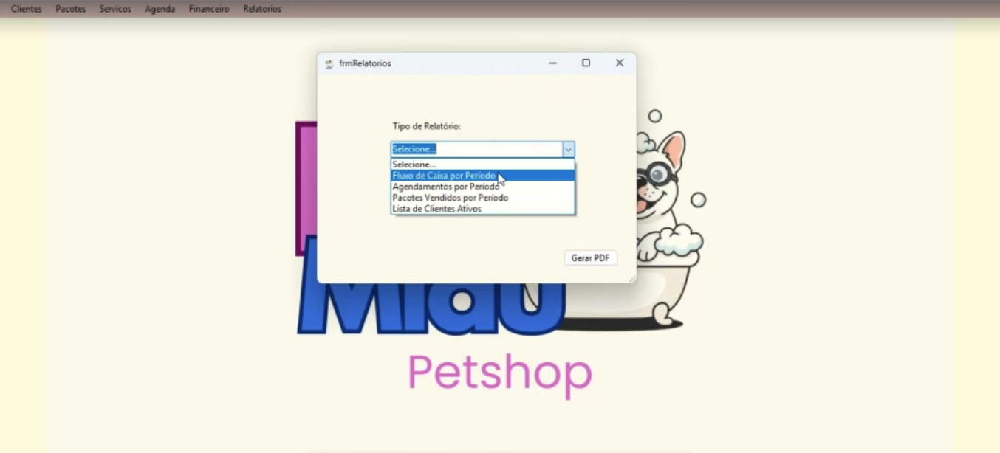 Clientes Pacotes Servicos Agenda Financeiro Relatorios
frmRelatorios
Tipo de Relatório:
Selecione...
Selecione...
Fluxo de Caixa por Período
Agendamentos por Período
Pacotes Vendidos por Período
Lista de Clientes Ativos
Gerar PDF
Miau
Petshop